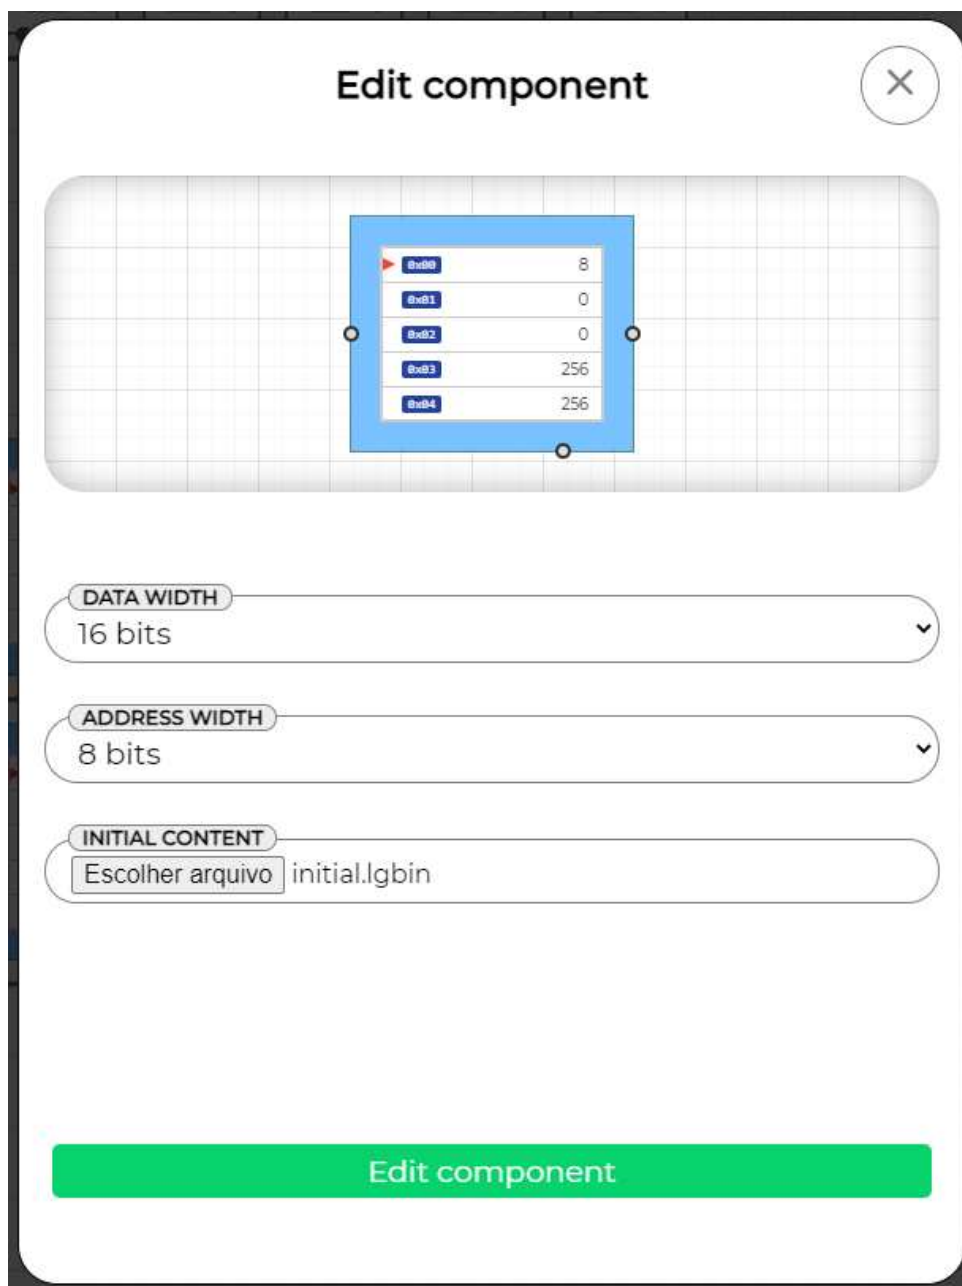 Edit component
0x00 8
0x01 0
0x02 0
0x03 256
0x04 256
DATA WIDTH
16 bits
ADDRESS WIDTH
8 bits
INITIAL CONTENT
Escolher arquivo initial.lgbin
Edit component